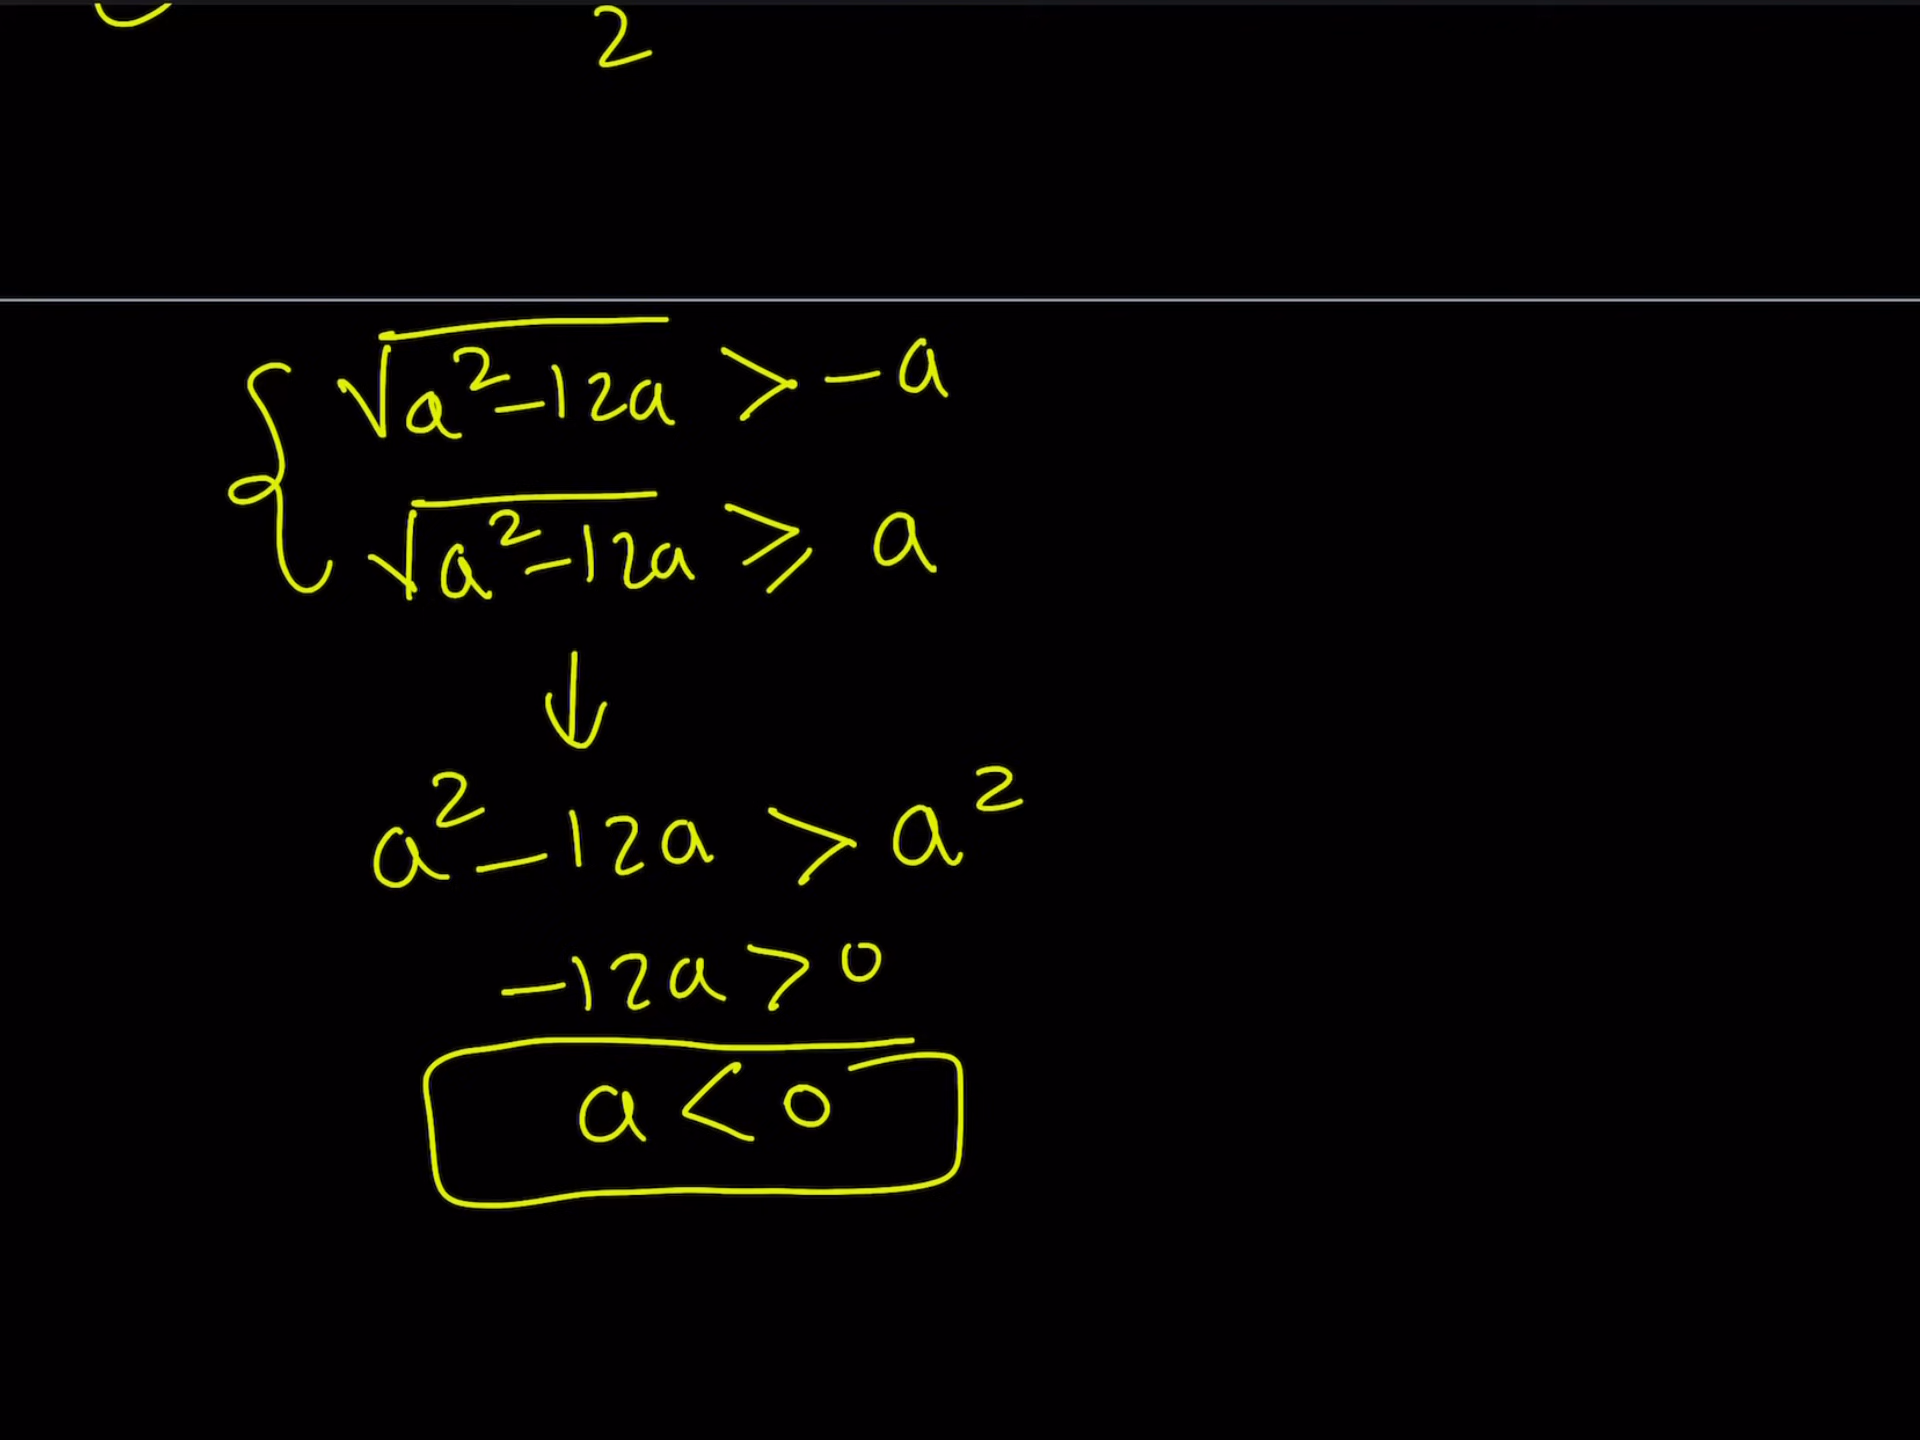 2
√a²-12a > -a
√a²-12a ⩾ a
↓
a²-12a > a²
-12a > 0
a < 0